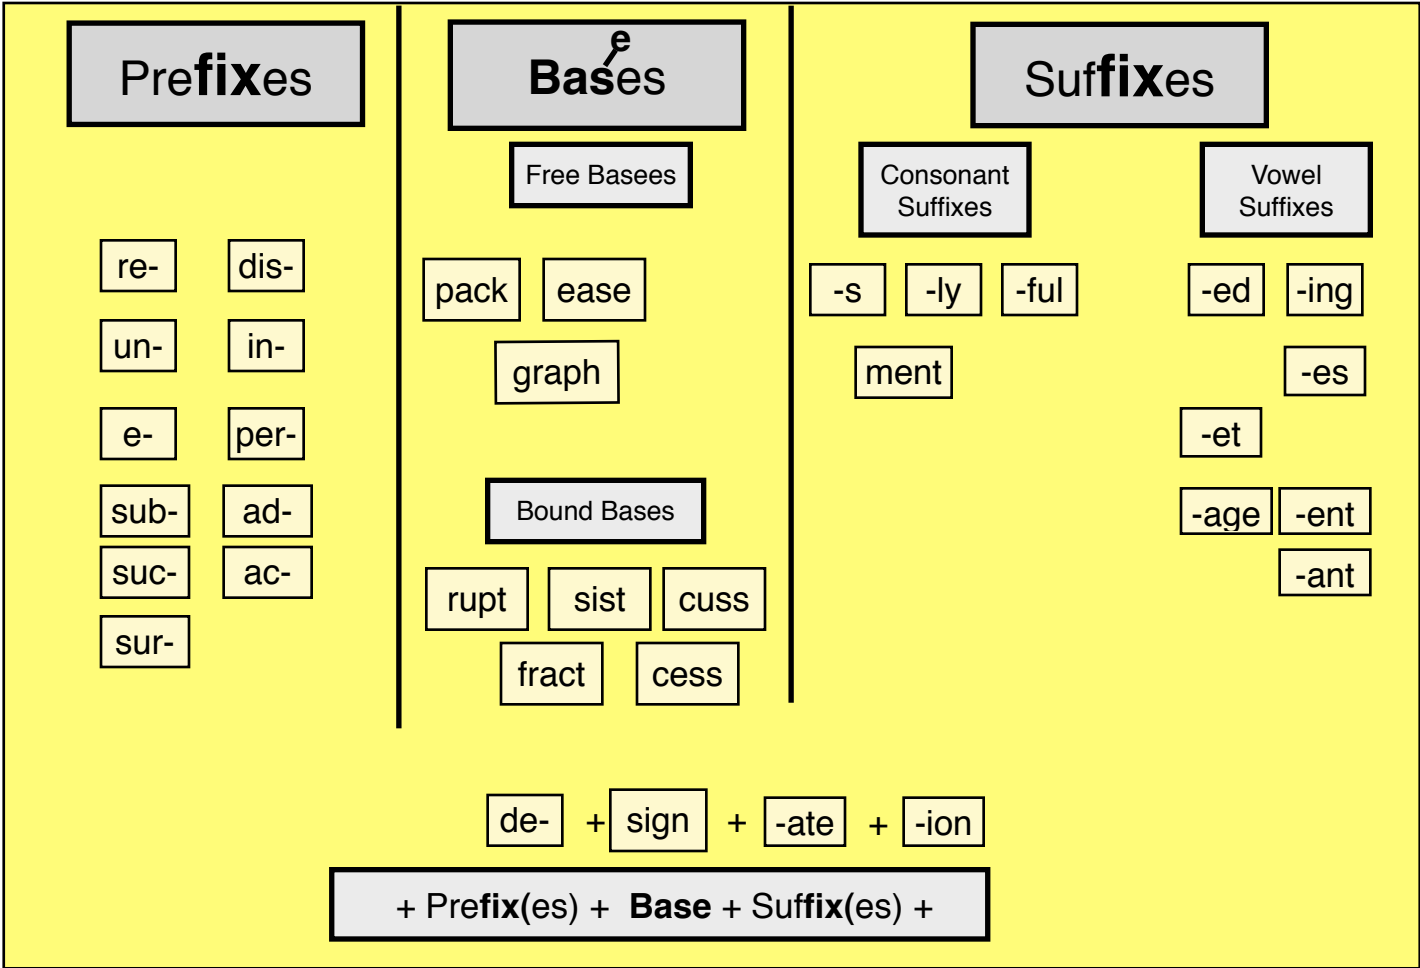 Prefixes
e
Bases
Suffixes
Free Basees
Consonant
Suffixes
Vowel
Suffixes
re- dis-
un- in-
e- per-
sub- ad-
suc- ac-
sur-
pack ease
graph
Bound Bases
rupt sist cuss
fract cess
-s -ly -ful
ment
-ed -ing
-es
-et
-age -ent
-ant
de- + sign + -ate + -ion
+ Prefix(es) + Base + Suffix(es) +